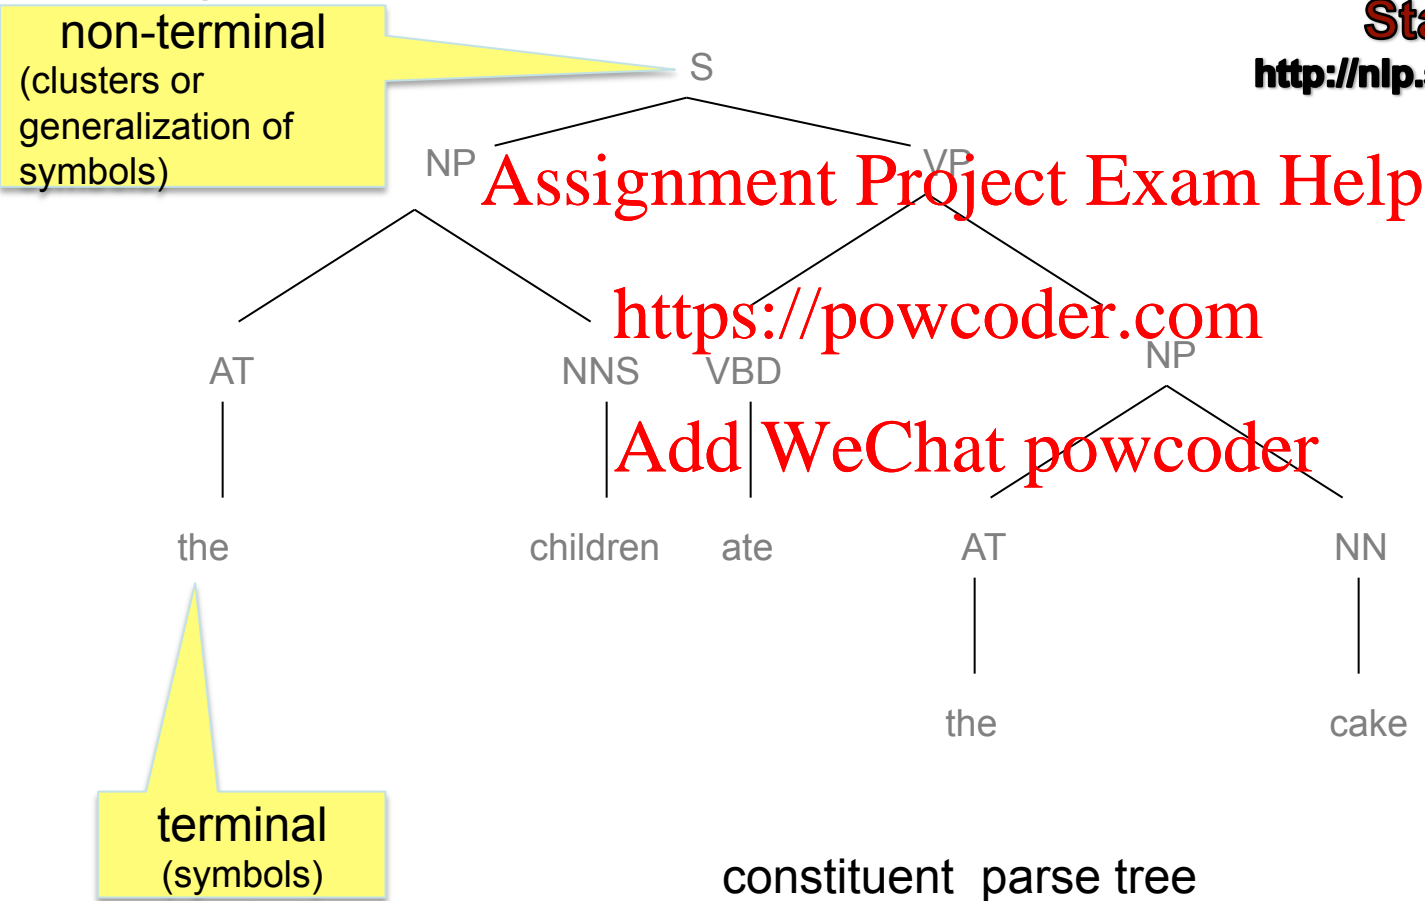 non-terminal
(clusters or
generalization of
symbols)
Sta
http://nlp.s
S
NP
VP
Assignment Project Exam Help
https://powcoder.com
AT
NNS
VBD
NP
Add WeChat powcoder
the
children
ate
AT
NN
the
cake
terminal
(symbols)
constituent parse tree